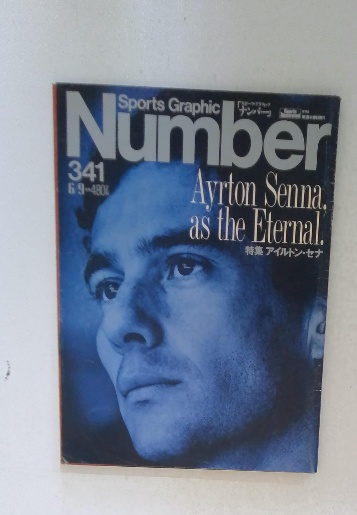 Sports Graphic
「ナンバー」
Number
341
6/9
480
Ayrton Senna,
as the Eternal.
特集 アイルトン・セナ